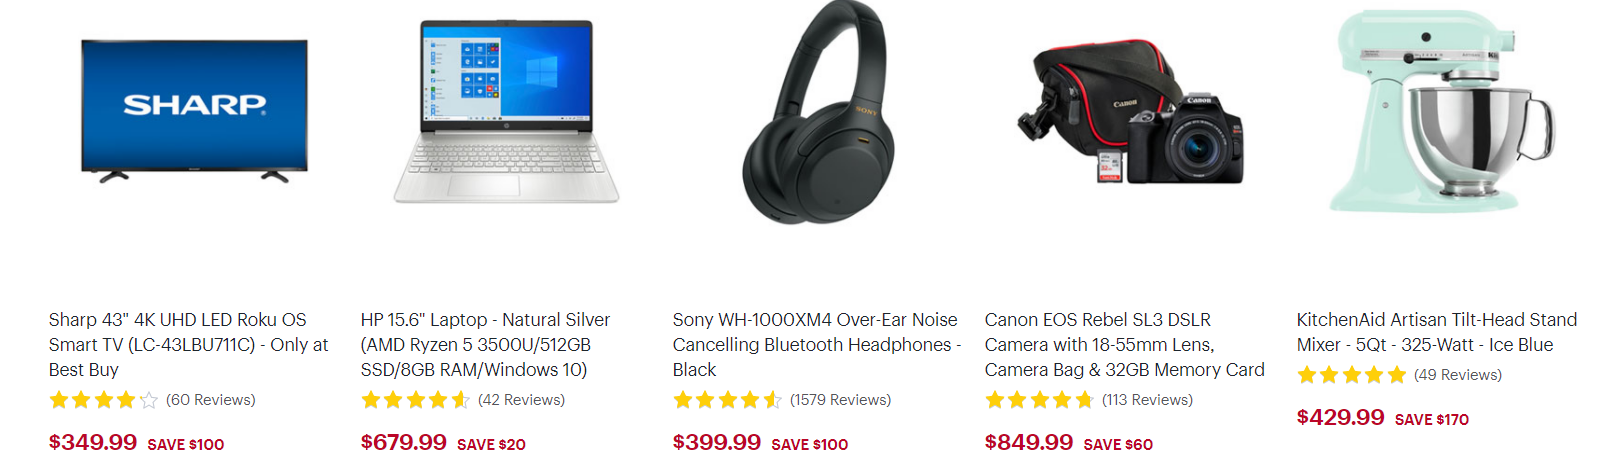 SHARP
SONY
Canon
Canon
Sharp 43" 4K UHD LED Roku OS
Smart TV (LC-43LBU711C) - Only at
Best Buy
(60 Reviews)
$349.99 SAVE $100
HP 15.6" Laptop - Natural Silver
(AMD Ryzen 5 3500U/512GB
SSD/8GB RAM/Windows 10)
(42 Reviews)
$679.99 SAVE $20
Sony WH-1000XM4 Over-Ear Noise
Cancelling Bluetooth Headphones -
Black
(1579 Reviews)
$399.99 SAVE $100
Canon EOS Rebel SL3 DSLR
Camera with 18-55mm Lens,
Camera Bag & 32GB Memory Card
(113 Reviews)
$849.99 SAVE $60
KitchenAid Artisan Tilt-Head Stand
Mixer - 5Qt - 325-Watt - Ice Blue
(49 Reviews)
$429.99 SAVE $170